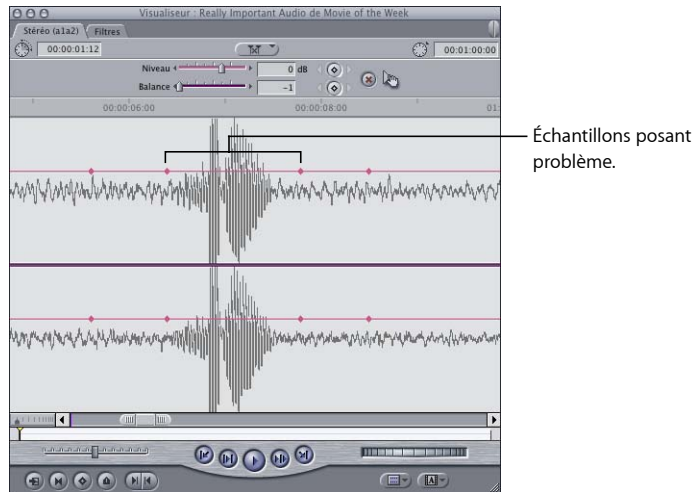 Visualiseur : Really Important Audio de Movie of the Week
Stéréo (a1a2) Filtres
00:00:01:12 00:01:00:00
Niveau 0 dB
Balance -1
00:00:06:00 00:00:08:00 01:
Échantillons posant
problème.
A